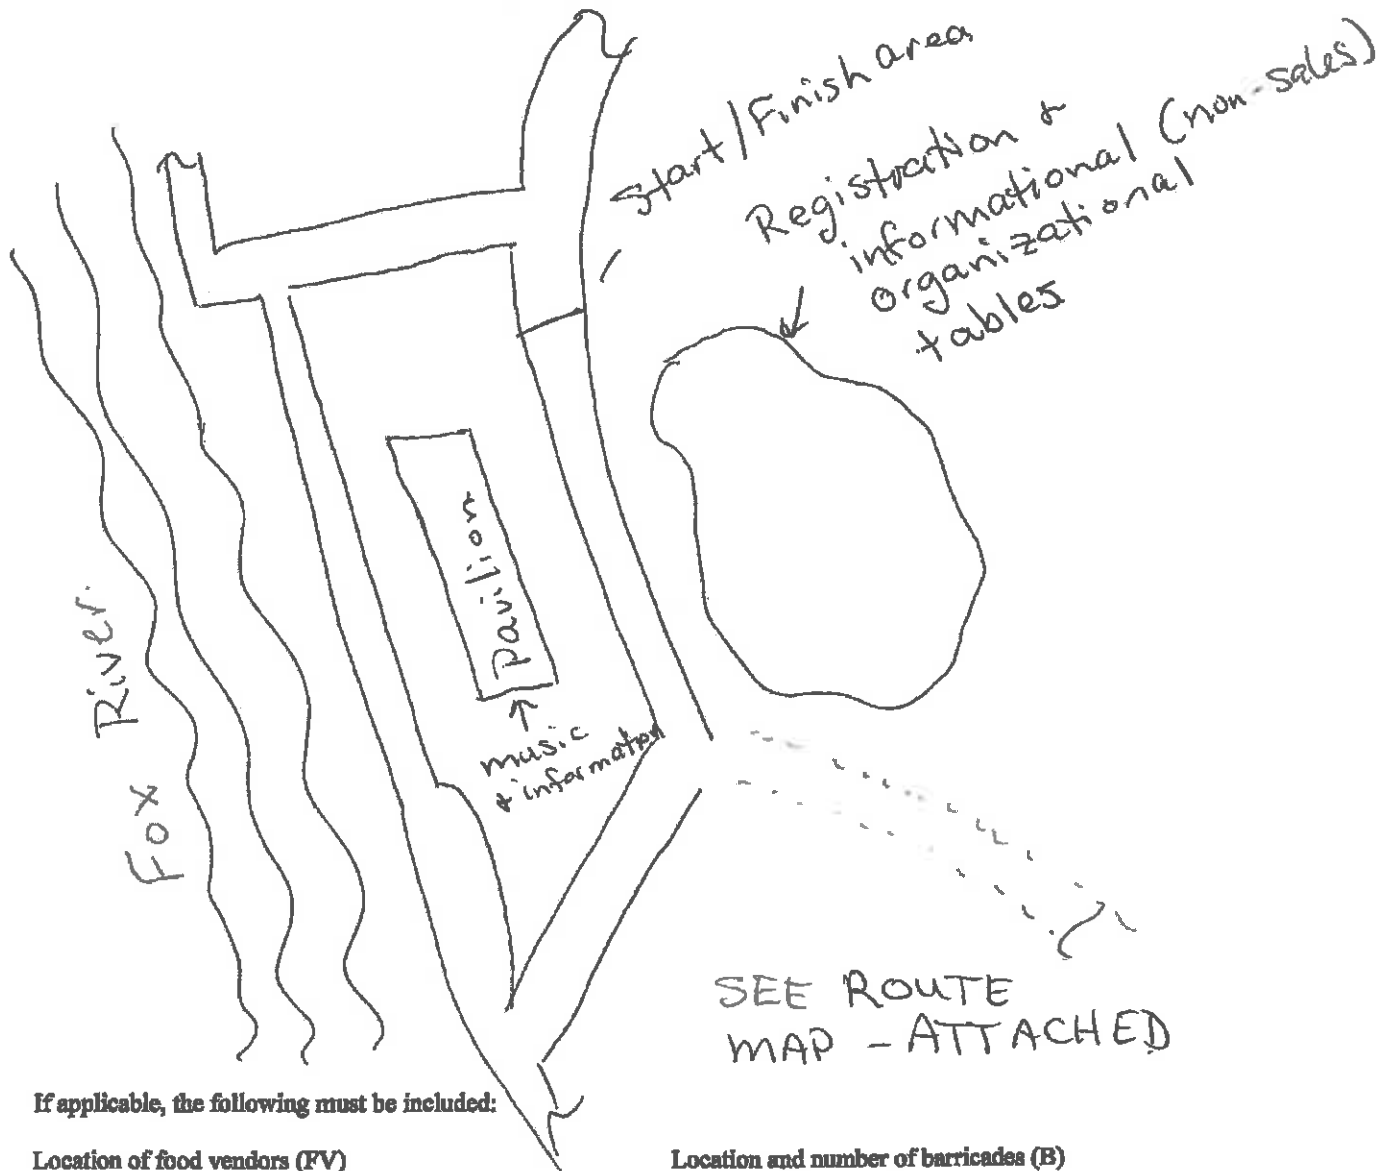 Start/Finish area
Registration +
informational (non-sales)
organizational
tables
Pavilion
music
+ information
Fox River
SEE ROUTE
MAP - ATTACHED
If applicable, the following must be included:
Location of food vendors (FV)
Location and number of barricades (B)